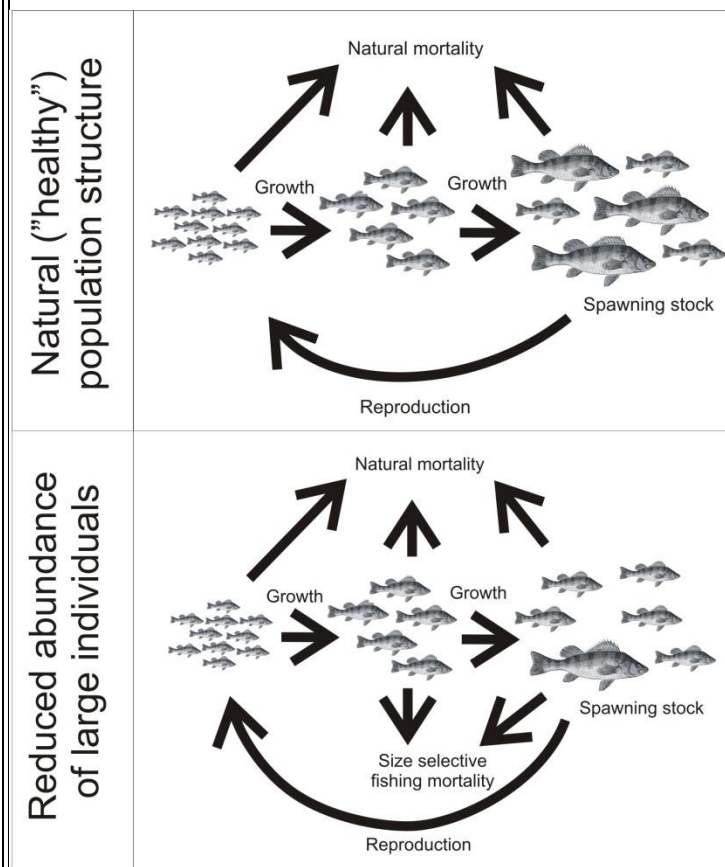 Natural ("healthy")
population structure
Natural mortality
Growth
Growth
Spawning stock
Reproduction
Reduced abundance
of large individuals
Natural mortality
Growth
Growth
Spawning stock
Size selective
fishing mortality
Reproduction